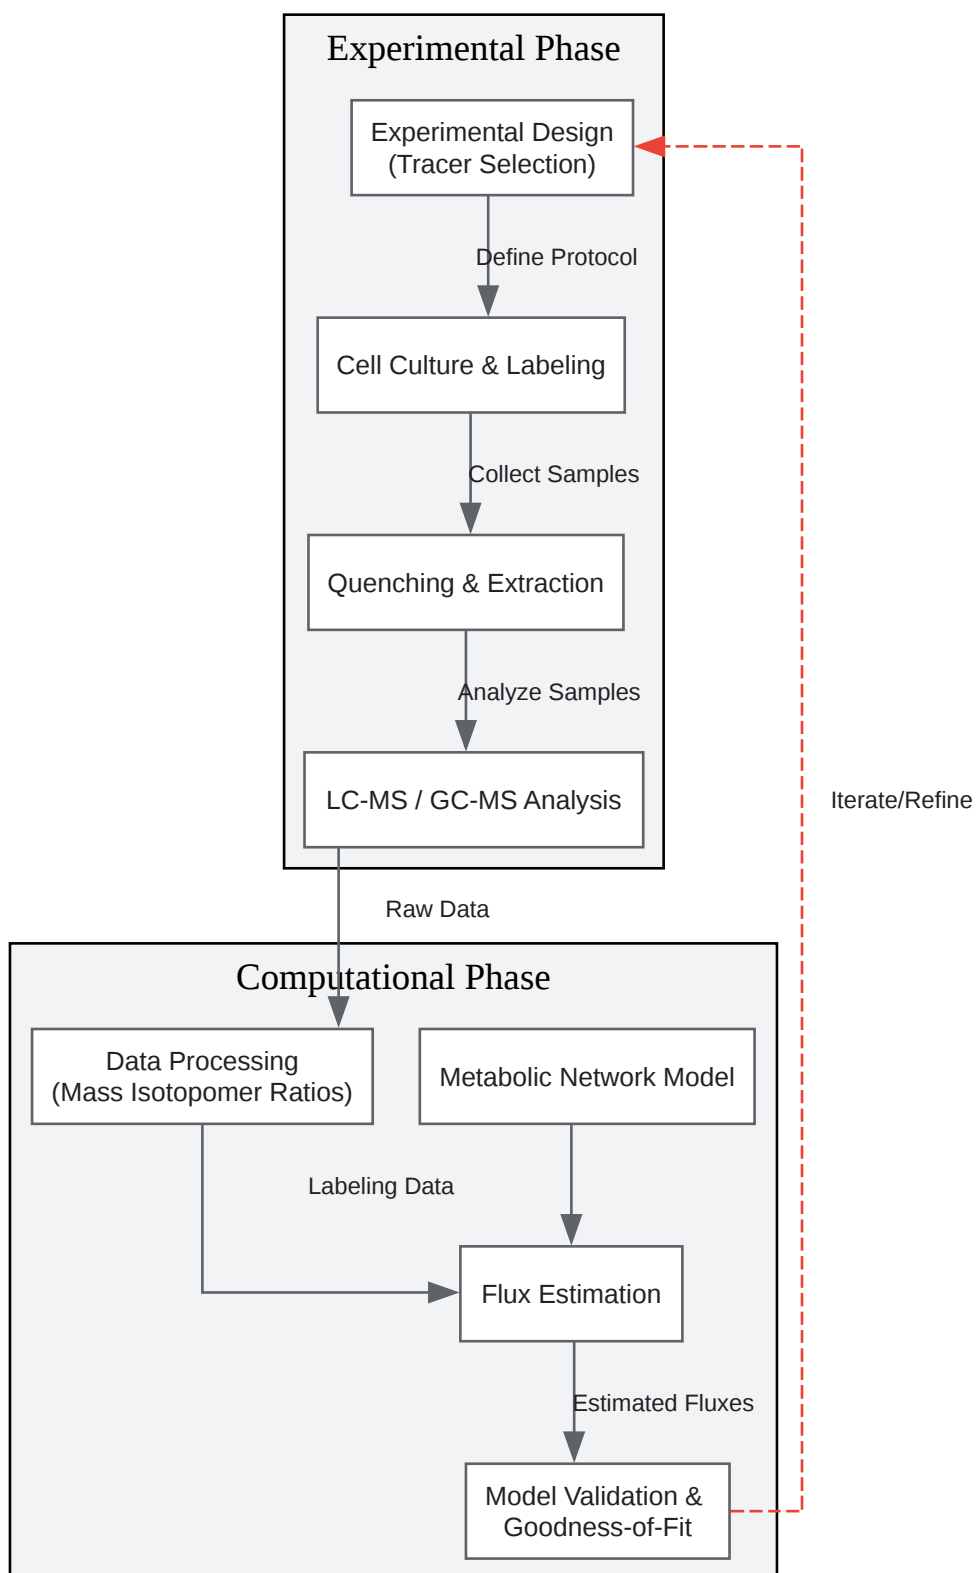 Experimental Phase
Experimental Design
(Tracer Selection)
Define Protocol
Cell Culture & Labeling
Collect Samples
Quenching & Extraction
Analyze Samples
LC-MS / GC-MS Analysis
Iterate/Refine
Raw Data
Computational Phase
Data Processing
(Mass Isotopomer Ratios)
Metabolic Network Model
Labeling Data
Flux Estimation
Estimated Fluxes
Model Validation &
Goodness-of-Fit